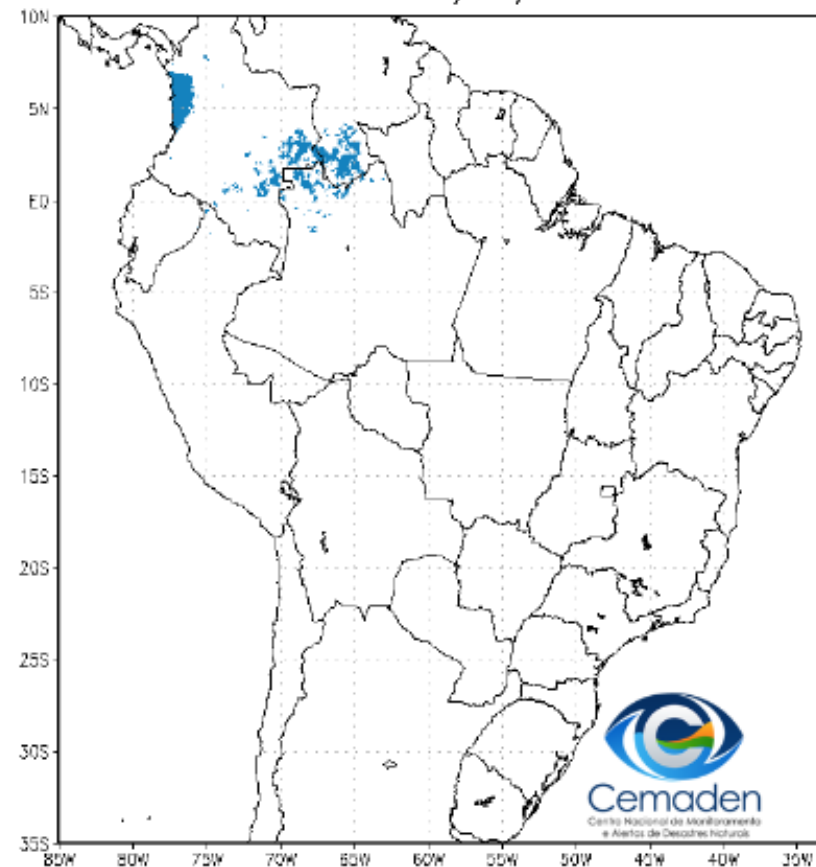 10N
5N
EQ
5S
10S
15S
20S
25S
30S
35S
85W 80W 75W 70W 65W 60W 55W 50W 45W 40W 35W
Cemaden
Centro Nacional de Monitoramento
e Alertas de Desastres Naturais